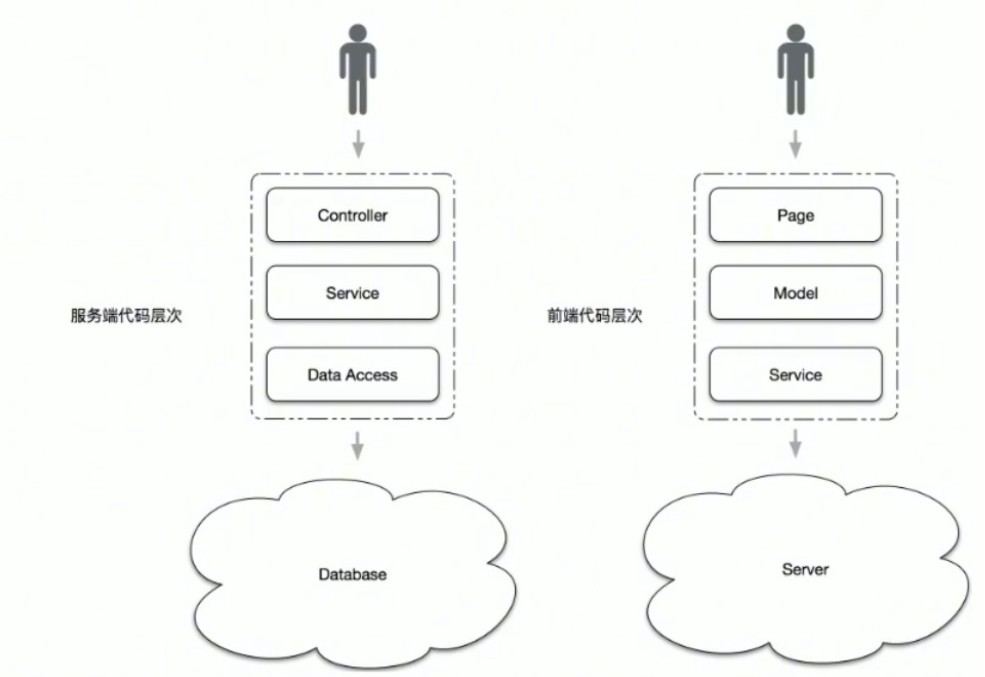 服务端代码层次
Controller
Service
Data Access
Database
前端代码层次
Page
Model
Service
Server